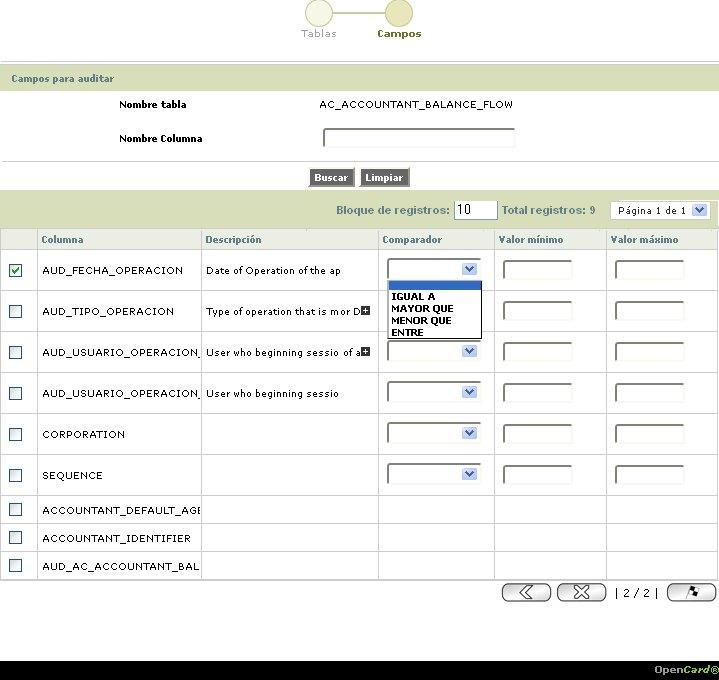 Tablas Campos
Campos para auditar
Nombre tabla AC_ACCOUNTANT_BALANCE_FLOW
Nombre Columna
Buscar Limpiar
Bloque de registros: 10 Total registros: 9 Página 1 de 1
Columna Descripción Comparador Valor mínimo Valor máximo
AUD_FECHA_OPERACION Date of Operation of the ap
IGUAL A
MAYOR QUE
MENOR QUE
ENTRE
AUD_TIPO_OPERACION Type of operation that is mor D
AUD_USUARIO_OPERACION_ User who beginning sessio of a
AUD_USUARIO_OPERACION_ User who beginning sessio
CORPORATION
SEQUENCE
ACCOUNTANT_DEFAULT_AGE
ACCOUNTANT_IDENTIFIER
AUD_AC_ACCOUNTANT_BAL
| 2 / 2 |
OpenCard®